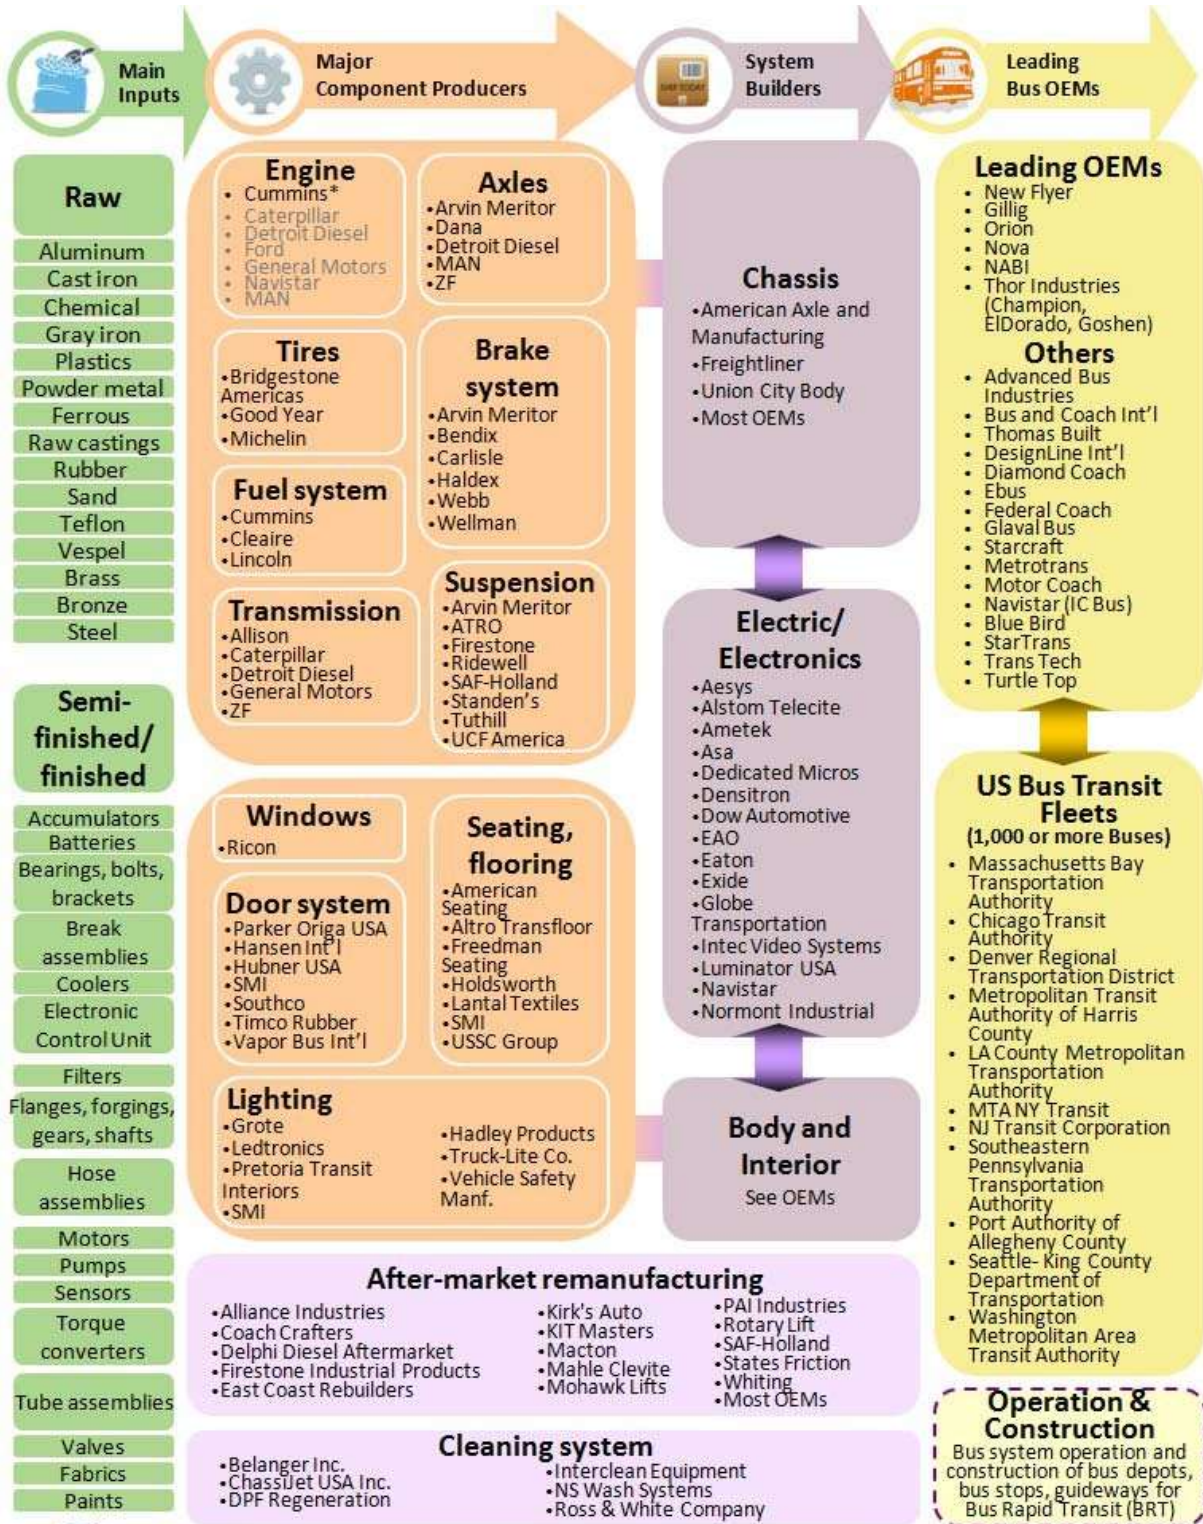 Main
Inputs
Major
Component Producers
System
Builders
Leading
Bus OEMs
Raw
Aluminum
Cast iron
Chemical
Gray iron
Plastics
Powder metal
Ferrous
Raw castings
Rubber
Sand
Teflon
Vespel
Brass
Bronze
Steel
Semi-
finished/
finished
Accumulators
Batteries
Bearings, bolts,
brackets
Break
assemblies
Coolers
Electronic
Control Unit
Filters
Flanges, forgings,
gears, shafts
Hose
assemblies
Motors
Pumps
Sensors
Torque
converters
Tube assemblies
Valves
Fabrics
Paints
Engine
• Cummins*
• Caterpillar
• Detroit Diesel
• Ford
• General Motors
• Navistar
• MAN
Axles
•Arvin Meritor
•Dana
•Detroit Diesel
•MAN
•ZF
Tires
•Bridgestone
Americas
•Good Year
•Michelin
Brake
system
•Arvin Meritor
•Bendix
•Carlisle
•Haldex
•Webb
•Wellman
Fuel system
•Cummins
•Cleaire
•Lincoln
Transmission
•Allison
•Caterpillar
•Detroit Diesel
•General Motors
•ZF
Suspension
•Arvin Meritor
•ATRO
•Firestone
•Ridewell
•SAF-Holland
•Standen's
•Tuthill
•UCF America
Windows
•Ricon
Door system
•Parker Origa USA
•Hansen Int'l
•Hubner USA
•SMI
•Southco
•Timco Rubber
•Vapor Bus Int'l
Seating,
flooring
•American
Seating
•Altro Transfloor
•Freedman
Seating
•Holdsworth
•Lantal Textiles
•SMI
•USSC Group
Lighting
•Grote
•Ledtronics
•Pretoria Transit
Interiors
•SMI
•Hadley Products
•Truck-Lite Co.
•Vehicle Safety
Manf.
Chassis
•American Axle and
Manufacturing
•Freightliner
•Union City Body
•Most OEMs
Electric/
Electronics
•Aesys
•Alstom Telecite
•Ametek
•Asa
•Dedicated Micros
•Densitron
•Dow Automotive
•EAO
•Eaton
•Exide
•Globe
Transportation
•Intec Video Systems
•Luminator USA
•Navistar
•Normont Industrial
Body and
Interior
See OEMs
Leading OEMs
• New Flyer
• Gillig
• Orion
• Nova
• NABI
• Thor Industries
(Champion,
ElDorado, Goshen)
Others
• Advanced Bus
Industries
• Bus and Coach Int'l
• Thomas Built
• DesignLine Int'l
• Diamond Coach
• Ebus
• Federal Coach
• Glaval Bus
• Starcraft
• Metrotrans
• Motor Coach
• Navistar (IC Bus)
• Blue Bird
• StarTrans
• Trans Tech
• Turtle Top
US Bus Transit
Fleets
(1,000 or more Buses)
• Massachusetts Bay
Transportation
Authority
• Chicago Transit
Authority
• Denver Regional
Transportation District
• Metropolitan Transit
Authority of Harris
County
• LA County Metropolitan
Transportation
Authority
• MTA NY Transit
• NJ Transit Corporation
• Southeastern
Pennsylvania
Transportation
Authority
• Port Authority of
Allegheny County
• Seattle- King County
Department of
Transportation
• Washington
Metropolitan Area
Transit Authority
After-market remanufacturing
•Alliance Industries
•Coach Crafters
•Delphi Diesel Aftermarket
•Firestone Industrial Products
•East Coast Rebuilders
•Kirk's Auto
•KIT Masters
•Macton
•Mahle Clevite
•Mohawk Lifts
•PAI Industries
•Rotary Lift
•SAF-Holland
•States Friction
•Whiting
•Most OEMs
Cleaning system
•Belanger Inc.
•ChassiJet USA Inc.
•DPF Regeneration
•Interclean Equipment
•NS Wash Systems
•Ross & White Company
Operation &
Construction
Bus system operation and
construction of bus depots,
bus stops, guideways for
Bus Rapid Transit (BRT)